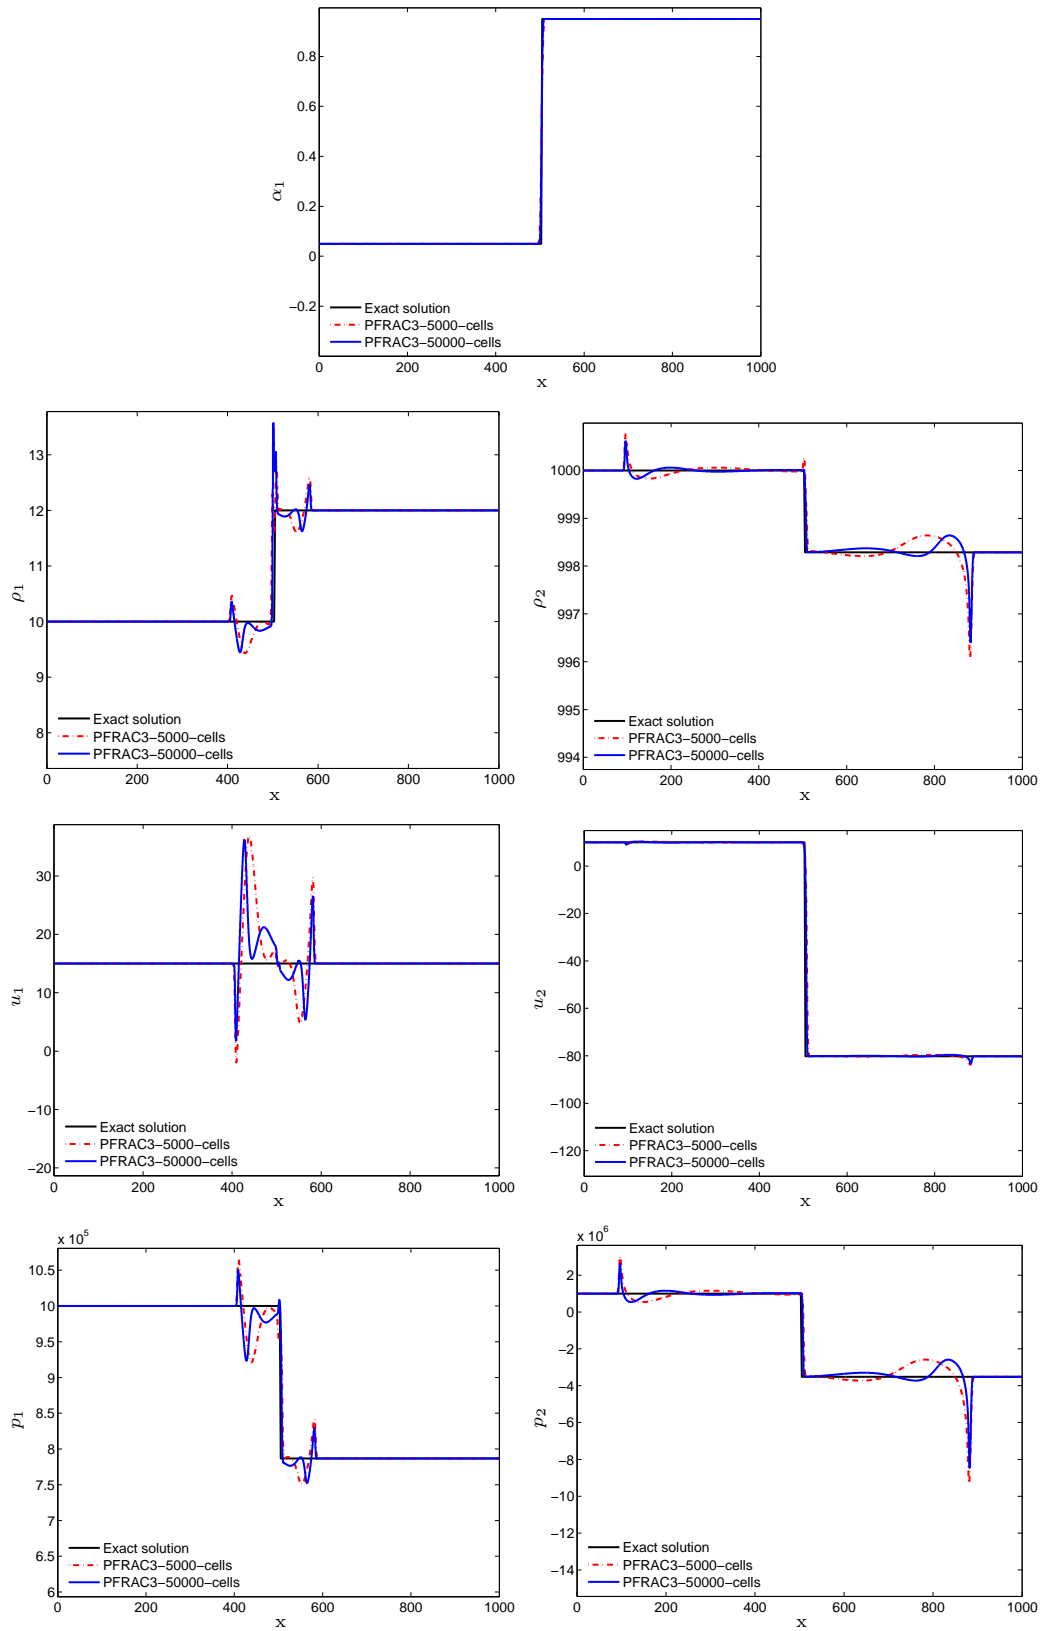 0.8
0.6
0.4
0.2
0
−0.2
α1
Exact solution
PFRAC3−5000−cells
PFRAC3−50000−cells
0 200 400 600 800 1000
x
13
12
11
10
9
8
ρ1
Exact solution
PFRAC3−5000−cells
PFRAC3−50000−cells
0 200 400 600 800 1000
x
1000
999
998
997
996
995
994
ρ2
Exact solution
PFRAC3−5000−cells
PFRAC3−50000−cells
0 200 400 600 800 1000
x
30
20
10
0
−10
−20
u1
Exact solution
PFRAC3−5000−cells
PFRAC3−50000−cells
0 200 400 600 800 1000
x
0
−20
−40
−60
−80
−100
−120
u2
Exact solution
PFRAC3−5000−cells
PFRAC3−50000−cells
0 200 400 600 800 1000
x
x 10^5
10.5
10
9.5
9
8.5
8
7.5
7
6.5
6
p1
Exact solution
PFRAC3−5000−cells
PFRAC3−50000−cells
0 200 400 600 800 1000
x
x 10^6
2
0
−2
−4
−6
−8
−10
−12
−14
p2
Exact solution
PFRAC3−5000−cells
PFRAC3−50000−cells
0 200 400 600 800 1000
x